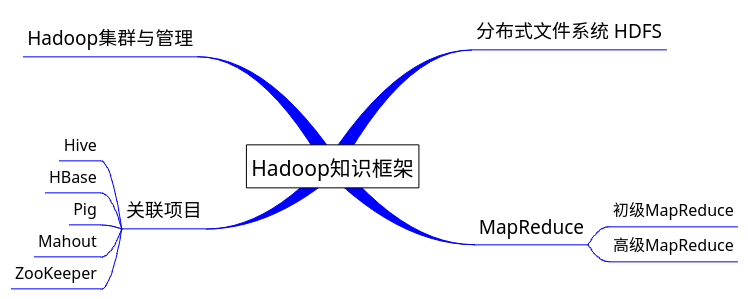 Hadoop集群与管理
分布式文件系统 HDFS
Hadoop知识框架
关联项目
Hive
HBase
Pig
Mahout
ZooKeeper
MapReduce
初级MapReduce
高级MapReduce